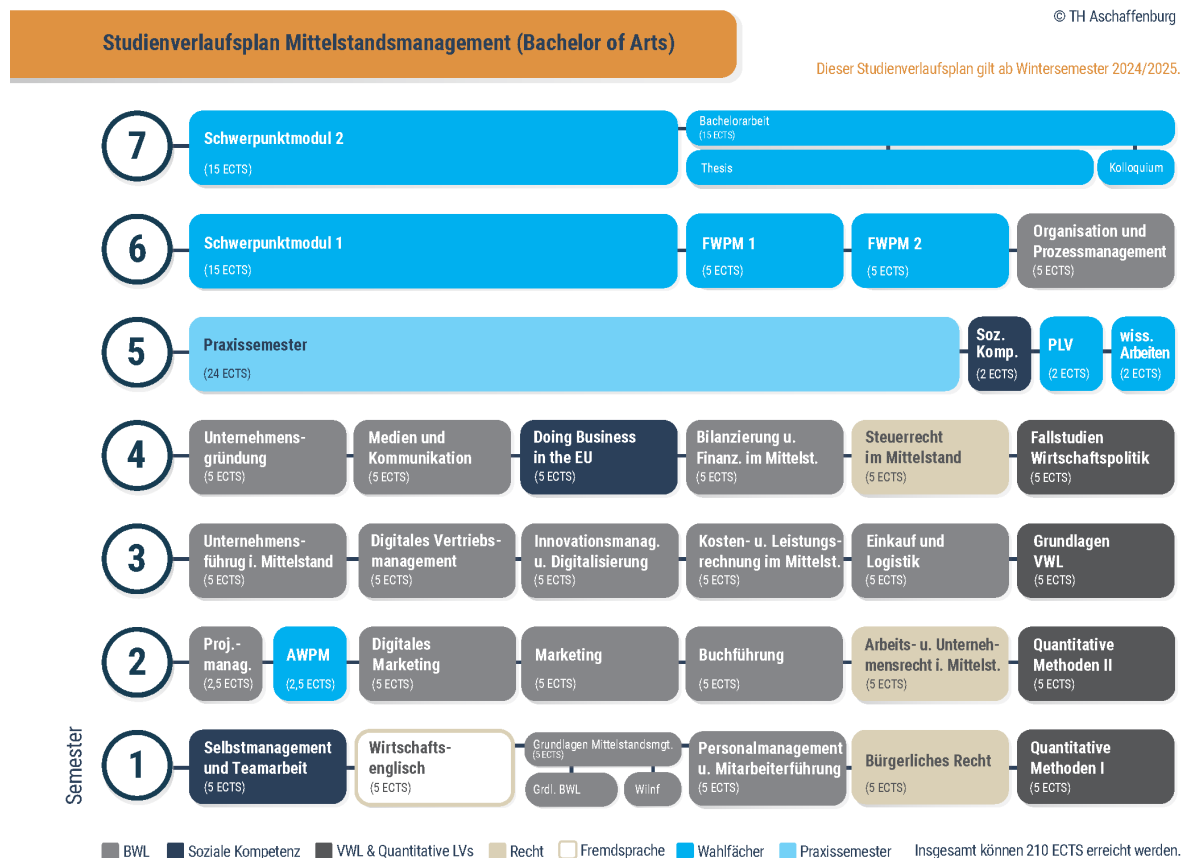 © TH Aschaffenburg
Studienverlaufsplan Mittelstandsmanagement (Bachelor of Arts)
Dieser Studienverlaufsplan gilt ab Wintersemester 2024/2025.
7
Schwerpunktmodul 2
(15 ECTS)
Bachelorarbeit
(15 ECTS)
Thesis
Kolloquium
6
Schwerpunktmodul 1
(15 ECTS)
FWPM 1
(5 ECTS)
FWPM 2
(5 ECTS)
Organisation und
Prozessmanagement
(5 ECTS)
5
Praxissemester
(24 ECTS)
Soz.
Komp.
(2 ECTS)
PLV
(2 ECTS)
wiss.
Arbeiten
(2 ECTS)
4
Unternehmens-
gründung
(5 ECTS)
Medien und
Kommunikation
(5 ECTS)
Doing Business
in the EU
(5 ECTS)
Bilanzierung u.
Finanz. im Mittelst.
(5 ECTS)
Steuerrecht
im Mittelstand
(5 ECTS)
Fallstudien
Wirtschaftspolitik
(5 ECTS)
3
Unternehmens-
führug i. Mittelstand
(5 ECTS)
Digitales Vertriebs-
management
(5 ECTS)
Innovationsmanag.
u. Digitalisierung
(5 ECTS)
Kosten- u. Leistungs-
rechnung im Mittelst.
(5 ECTS)
Einkauf und
Logistik
(5 ECTS)
Grundlagen
VWL
(5 ECTS)
2
Proj.-
manag.
(2,5 ECTS)
AWPM
(2,5 ECTS)
Digitales
Marketing
(5 ECTS)
Marketing
(5 ECTS)
Buchführung
(5 ECTS)
Arbeits- u. Unterneh-
mensrecht i. Mittelst.
(5 ECTS)
Quantitative
Methoden II
(5 ECTS)
Semester
1
Selbstmanagement
und Teamarbeit
(5 ECTS)
Wirtschafts-
englisch
(5 ECTS)
Grundlagen Mittelstandsmgt.
(5 ECTS)
Grdl. BWL
WiInf
Personalmanagement
u. Mitarbeiterführung
(5 ECTS)
Bürgerliches Recht
(5 ECTS)
Quantitative
Methoden I
(5 ECTS)
BWL
Soziale Kompetenz
VWL & Quantitative LVs
Recht
Fremdsprache
Wahlfächer
Praxissemester
Insgesamt können 210 ECTS erreicht werden.